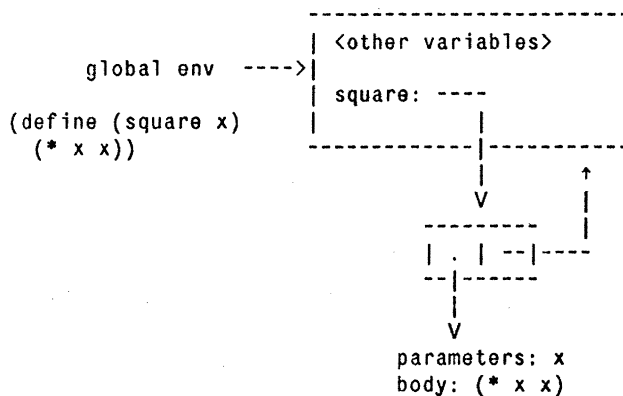 <other variables>
global env ---->
square: ----
(define (square x)
(* x x))
parameters: x
body: (* x x)